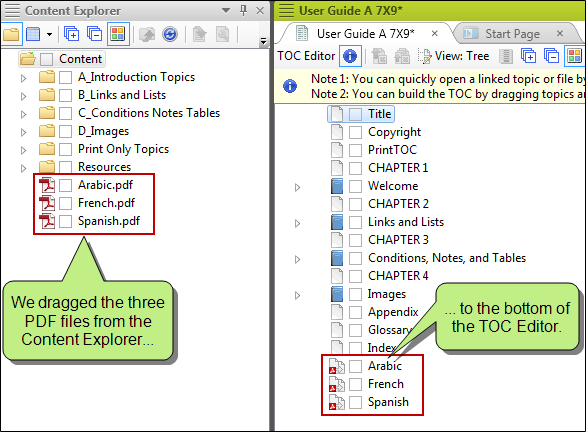 Content Explorer
Content
A_Introduction Topics
B_Links and Lists
C_Conditions Notes Tables
D_Images
Print Only Topics
Resources
Arabic.pdf
French.pdf
Spanish.pdf
We dragged the three
PDF files from the
Content Explorer...
User Guide A 7X9*
User Guide A 7X9*
Start Page
TOC Editor
View: Tree
Note 1: You can quickly open a linked topic or file by
Note 2: You can build the TOC by dragging topics
Title
Copyright
PrintTOC
CHAPTER 1
Welcome
CHAPTER 2
Links and Lists
CHAPTER 3
Conditions, Notes, and Tables
CHAPTER 4
Images
Appendix
Glossary
Index
Arabic
French
Spanish
... to the bottom of
the TOC Editor.